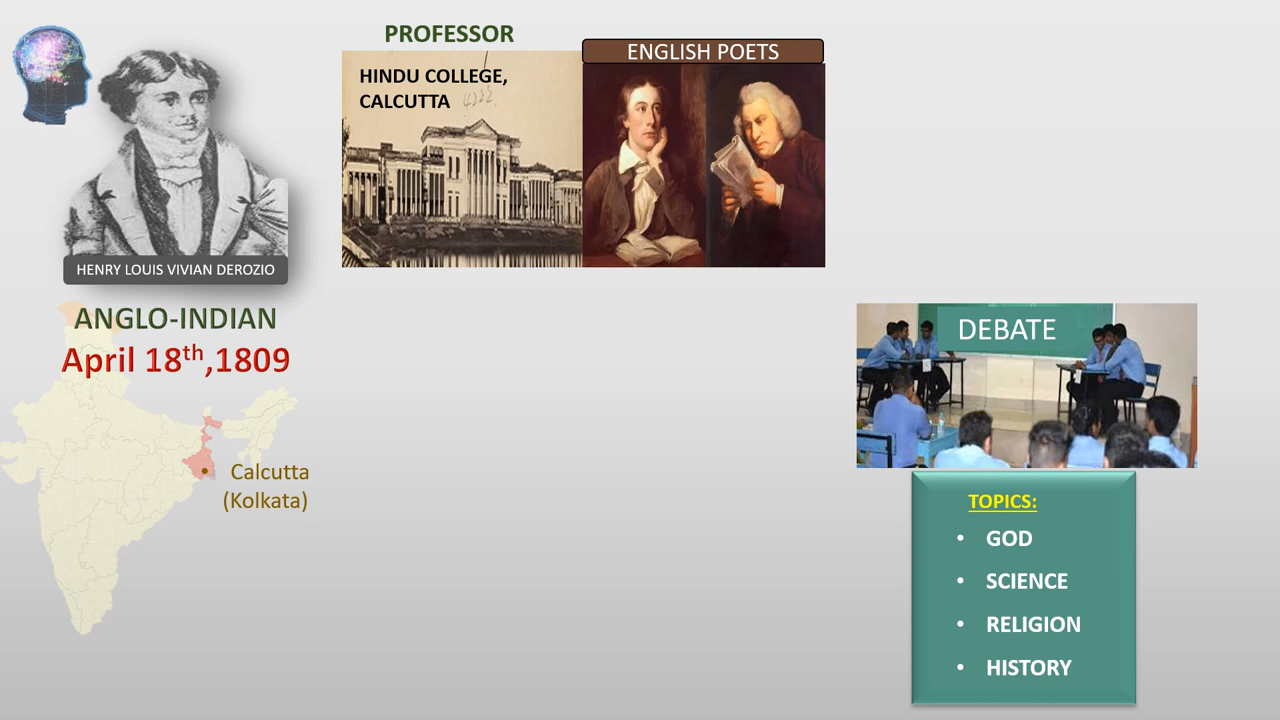 PROFESSOR
HINDU COLLEGE,
CALCUTTA
ENGLISH POETS
HENRY LOUIS VIVIAN DEROZIO
ANGLO-INDIAN
April 18th,1809
Calcutta
(Kolkata)
DEBATE
TOPICS:
• GOD
• SCIENCE
• RELIGION
• HISTORY